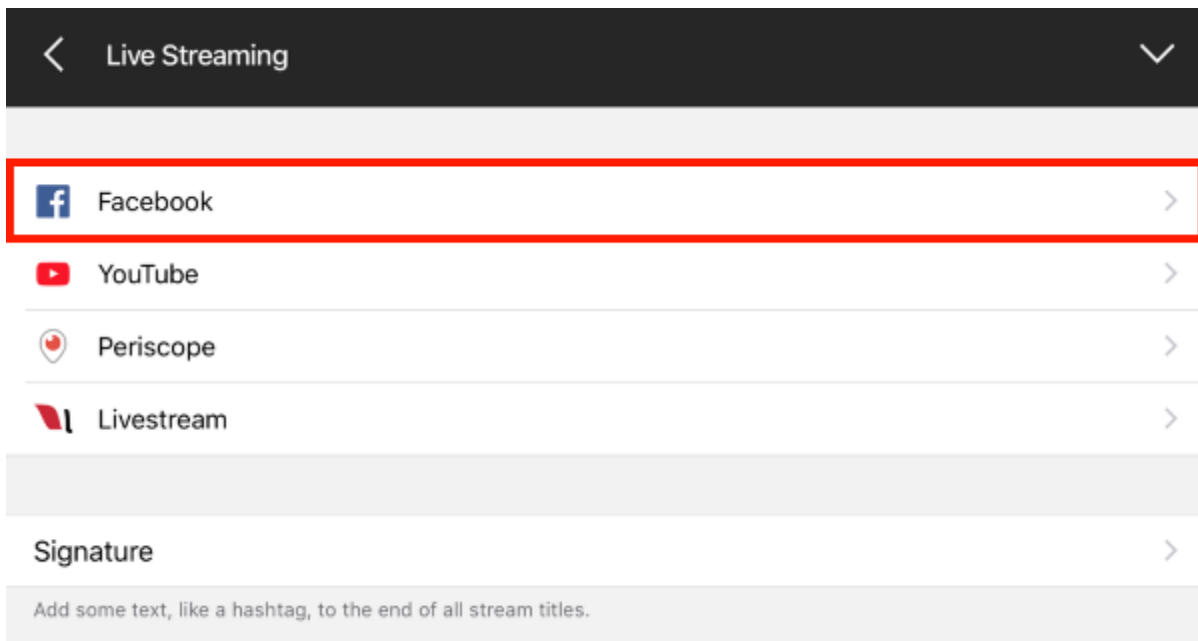 Live Streaming
Facebook
YouTube
Periscope
Livestream
Signature
Add some text, like a hashtag, to the end of all stream titles.